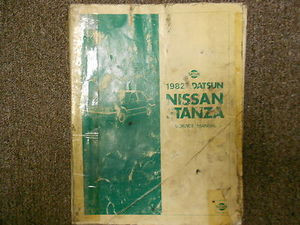 1982 DATSUN
NISSAN
STANZA
SERVICE MANUAL